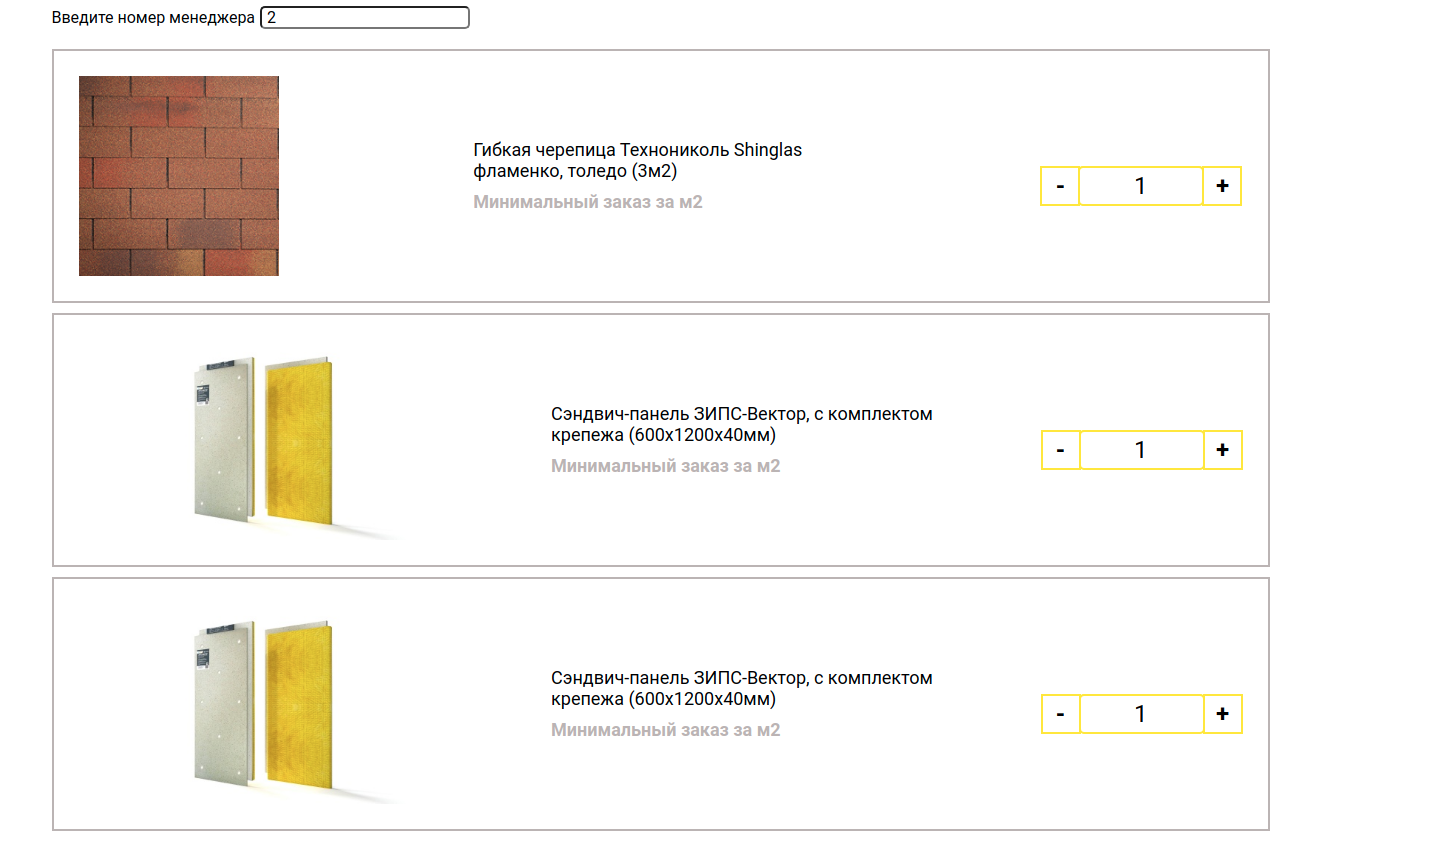 Введите номер менеджера 2
Гибкая черепица Технониколь Shinglas
фламенко, толедо (3м2)
Минимальный заказ за м2
- 1 +
Сэндвич-панель ЗИПС-Вектор, с комплектом
крепежа (600х1200х40мм)
Минимальный заказ за м2
- 1 +
Сэндвич-панель ЗИПС-Вектор, с комплектом
крепежа (600х1200х40мм)
Минимальный заказ за м2
- 1 +